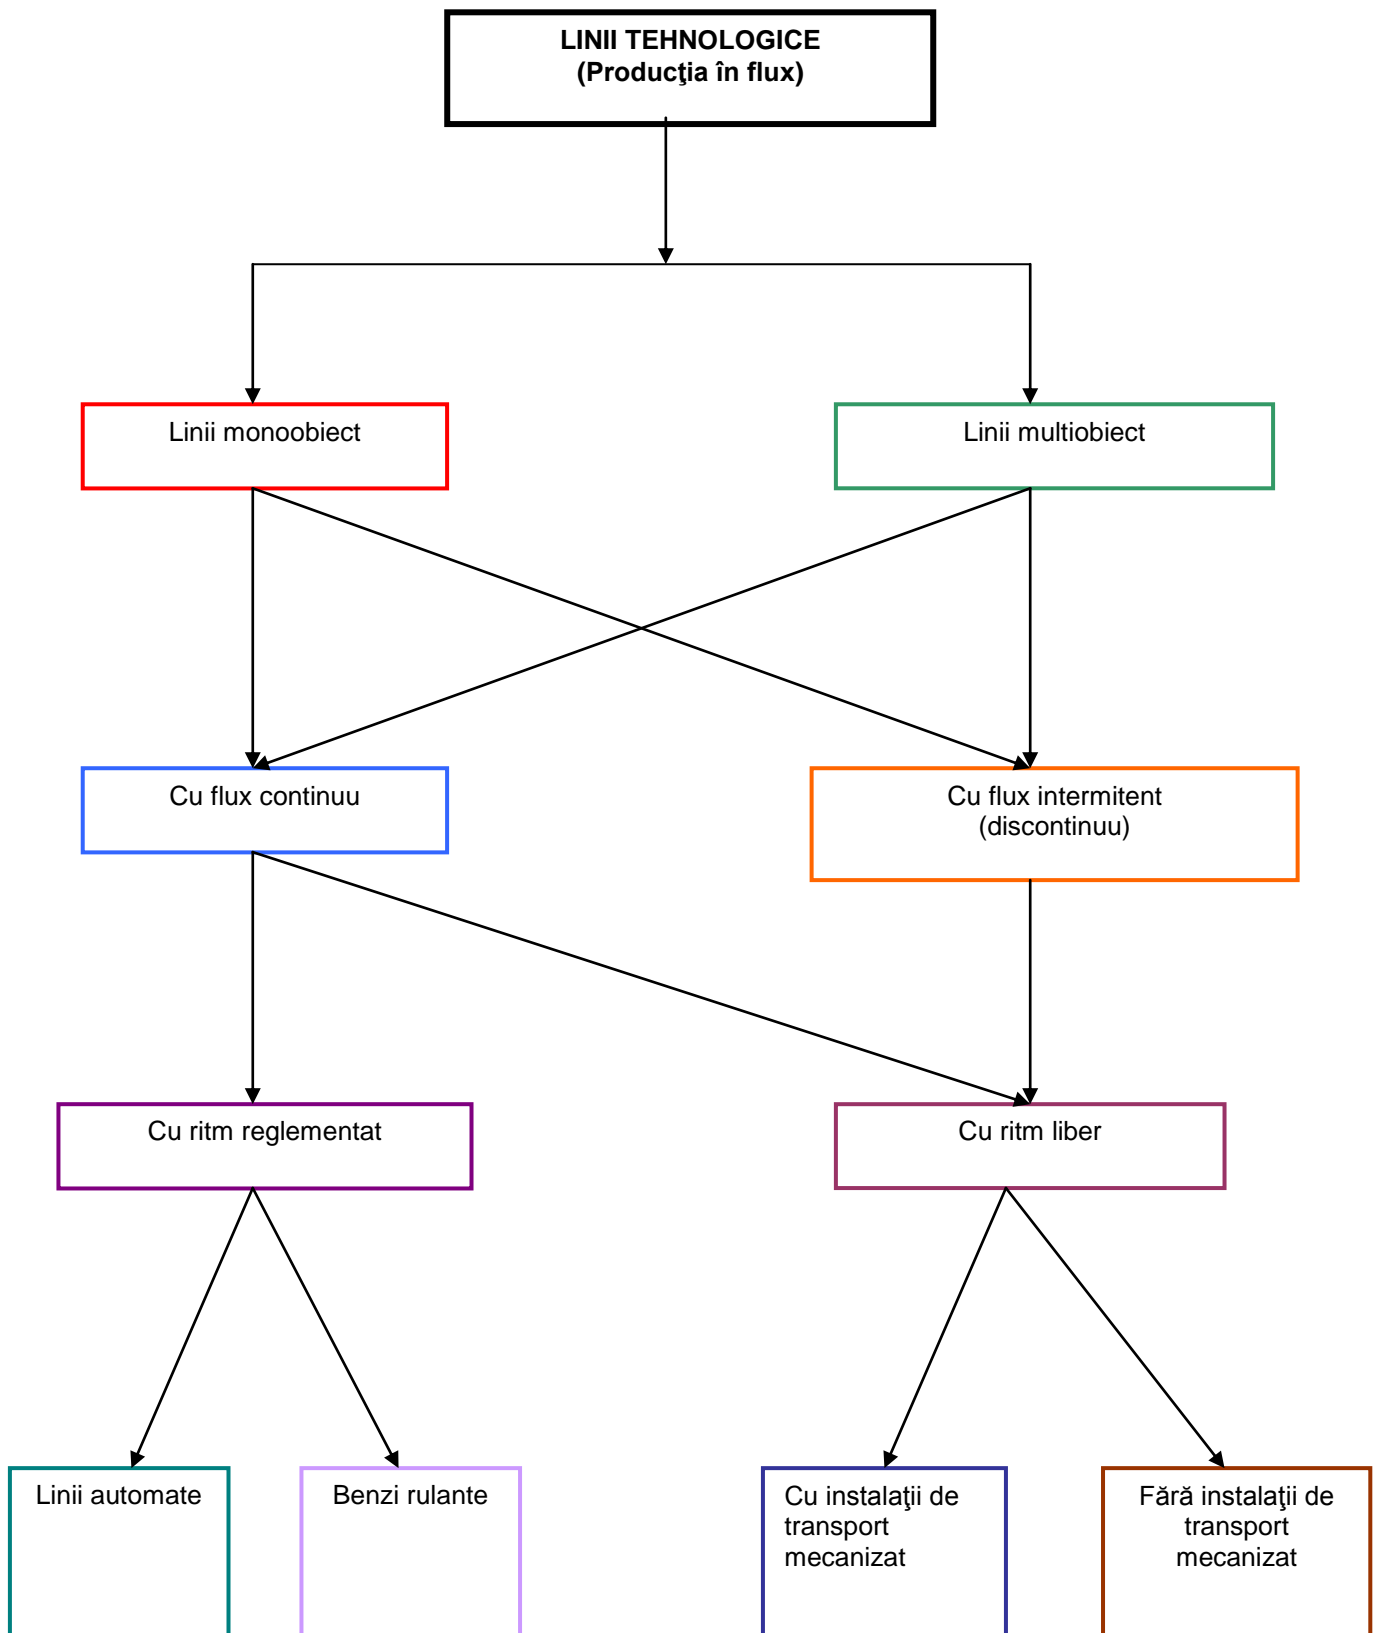 LINII TEHNOLOGICE
(Producţia în flux)
Linii monoobiect
Linii multiobiect
Cu flux continuu
Cu flux intermitent
(discontinuu)
Cu ritm reglementat
Cu ritm liber
Linii automate
Benzi rulante
Cu instalaţii de
transport
mecanizat
Fără instalaţii de
transport
mecanizat